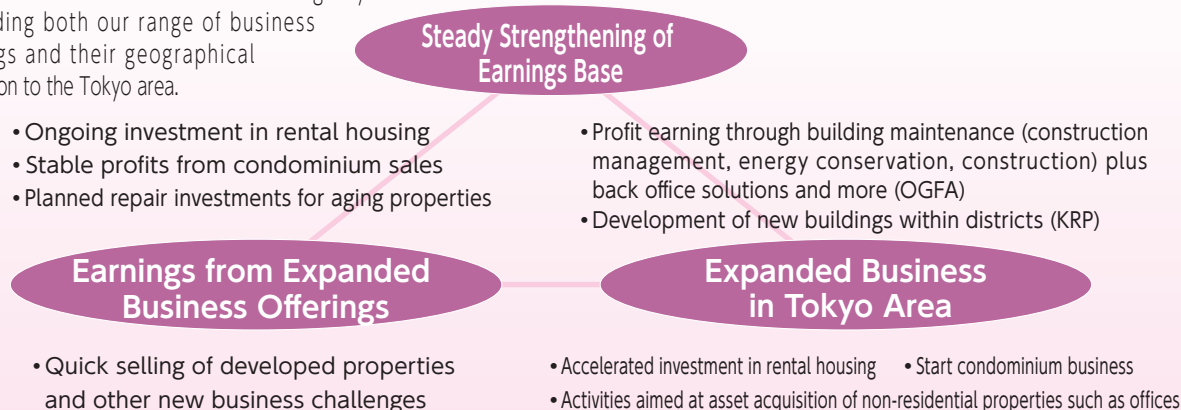 ding both our range of business
gs and their geographical
on to the Tokyo area.
Steady Strengthening of
Earnings Base
• Ongoing investment in rental housing
• Stable profits from condominium sales
• Planned repair investments for aging properties
• Profit earning through building maintenance (construction
management, energy conservation, construction) plus
back office solutions and more (OGFA)
• Development of new buildings within districts (KRP)
Earnings from Expanded
Business Offerings
Expanded Business
in Tokyo Area
• Quick selling of developed properties
and other new business challenges
• Accelerated investment in rental housing • Start condominium business
• Activities aimed at asset acquisition of non-residential properties such as offices